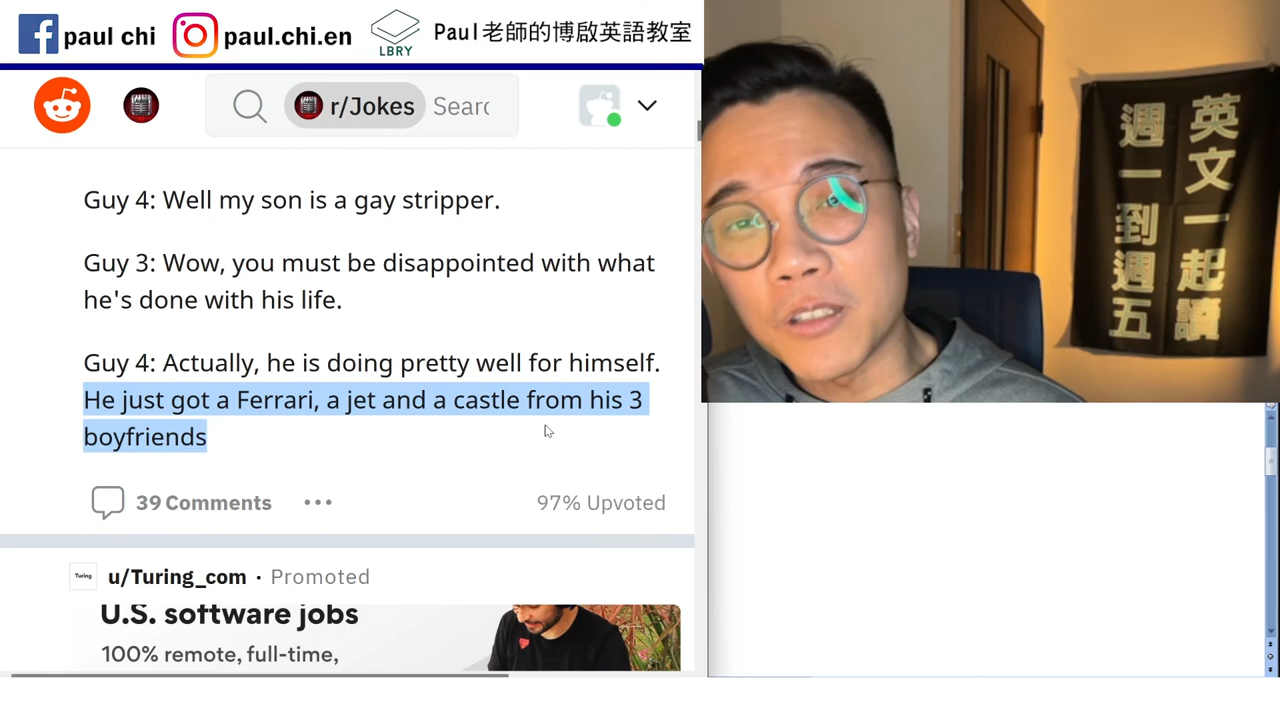 paul chi
paul.chi.en
LBRY
Paul老師的博啟英語教室
r/Jokes
Searc
Guy 4: Well my son is a gay stripper.
Guy 3: Wow, you must be disappointed with what
he's done with his life.
Guy 4: Actually, he is doing pretty well for himself.
He just got a Ferrari, a jet and a castle from his 3
boyfriends
39 Comments
97% Upvoted
Turing
u/Turing_com · Promoted
U.S. software jobs
100% remote, full-time,
英文一起讀
週一到週五